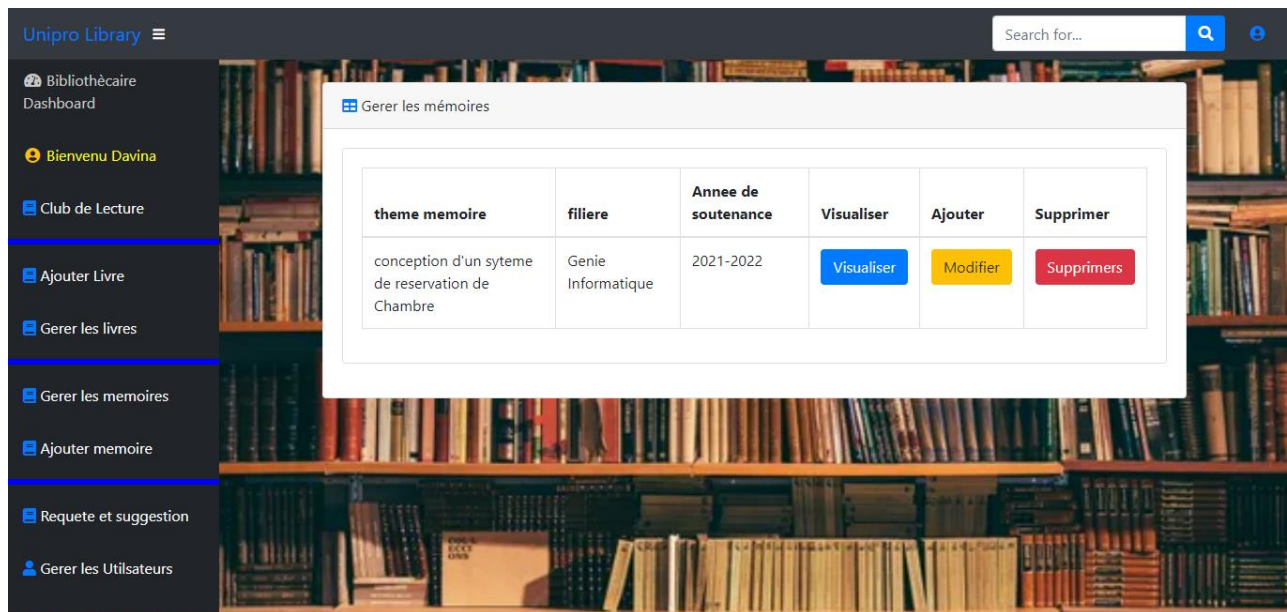 Unipro Library
Search for...
Bibliothècaire
Dashboard
Bienvenu Davina
Club de Lecture
Ajouter Livre
Gerer les livres
Gerer les memoires
Ajouter memoire
Requete et suggestion
Gerer les Utilsateurs
Gerer les mémoires
theme memoire filiere Annee de soutenance Visualiser Ajouter Supprimer
conception d'un syteme
de reservation de
Chambre
Genie
Informatique
2021-2022
Visualiser
Modifier
Supprimers